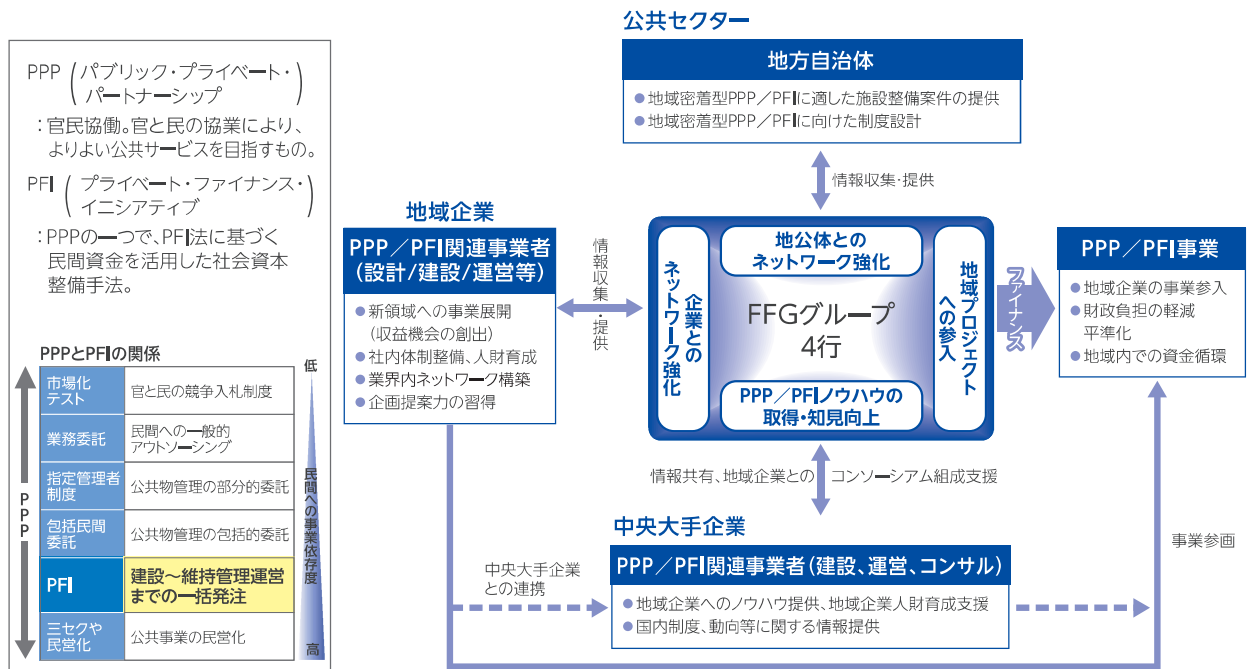 PPP（パブリック・プライベート・
パートナーシップ）
：官民協働。官と民の協業により、
よりよい公共サービスを目指すもの。
PFI（プライベート・ファイナンス・
イニシアティブ）
：PPPの一つで、PFI法に基づく
民間資金を活用した社会資本
整備手法。
PPPとPFIの関係
PPP
市場化
テスト
官と民の競争入札制度
業務委託
民間への一般的
アウトソーシング
指定管理者
制度
公共物管理の部分的委託
包括民間
委託
公共物管理の包括的委託
PFI
建設～維持管理運営
までの一括発注
三セクや
民営化
公共事業の民営化
低
民間への事業依存度
高
公共セクター
地方自治体
●地域密着型PPP／PFIに適した施設整備案件の提供
●地域密着型PPP／PFIに向けた制度設計
情報収集・提供
地域企業
PPP／PFI関連事業者
（設計/建設/運営等）
●新領域への事業展開
（収益機会の創出）
●社内体制整備、人財育成
●業界内ネットワーク構築
●企画提案力の習得
情報収集・提供
地公体との
ネットワーク強化
企業との
ネットワーク強化
FFGグループ
4行
地域プロジェクト
への参入
PPP／PFIノウハウの
取得・知見向上
ファイナンス
PPP／PFI事業
●地域企業の事業参入
●財政負担の軽減
平準化
●地域内での資金循環
情報共有、地域企業との コンソーシアム組成支援
中央大手企業
PPP／PFI関連事業者（建設、運営、コンサル）
●地域企業へのノウハウ提供、地域企業人財育成支援
●国内制度、動向等に関する情報提供
中央大手企業
との連携
事業参画